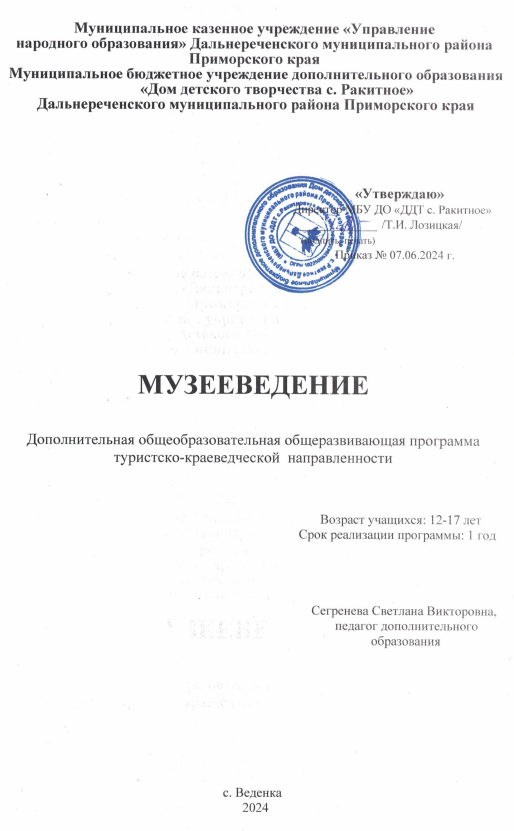 Муниципальное казенное учреждение «Управление
народного образования» Дальнереченского муниципального района
Приморского края
Муниципальное бюджетное учреждение дополнительного образования
«Дом детского творчества с. Ракитное»
Дальнереченского муниципального района Приморского края
«Утверждаю»
Директор МБУ ДО «ДДТ с. Ракитное»
/Т.И. Лозицкая/
печать)
Приказ № 07.06.2024 г.
МУЗЕЕВЕДЕНИЕ
Дополнительная общеобразовательная общеразвивающая программа
туристско-краеведческой направленности
Возраст учащихся: 12-17 лет
Срок реализации программы: 1 год
Сегренева Светлана Викторовна,
педагог дополнительного
образования
с. Веденка
2024